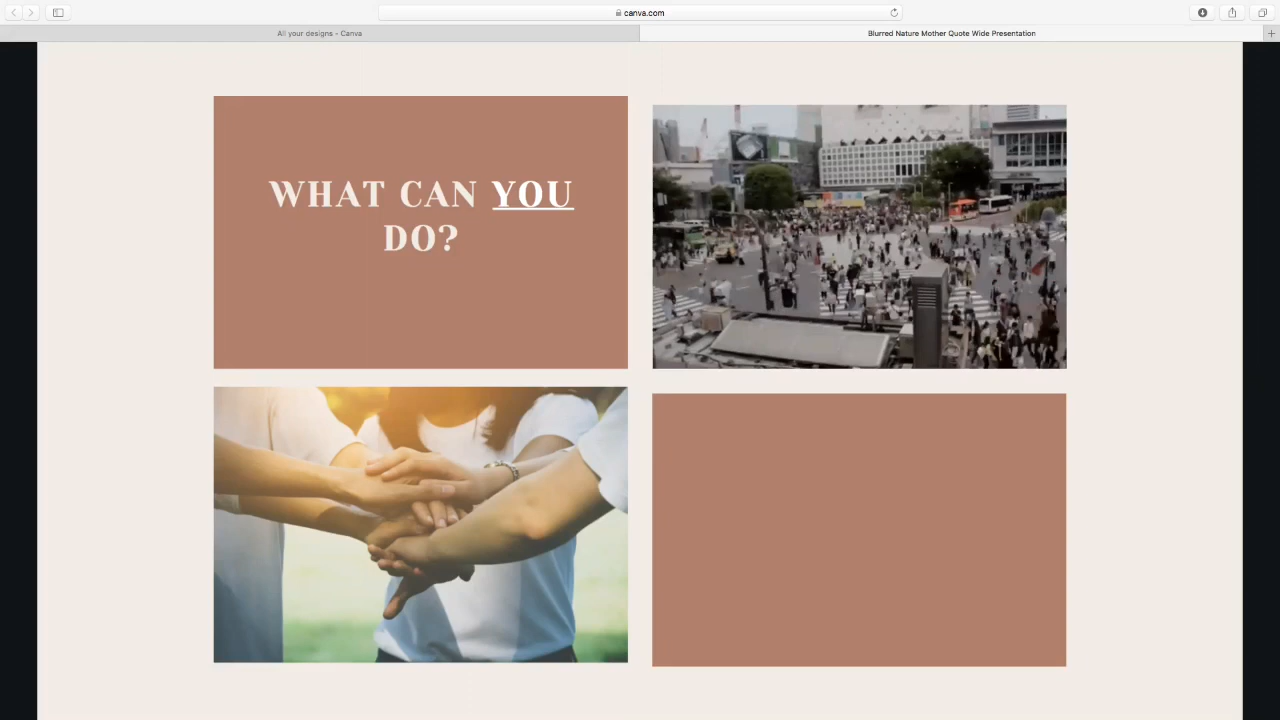 canva.com
All your designs - Canva
Blurred Nature Mother Quote Wide Presentation
WHAT CAN YOU
DO?